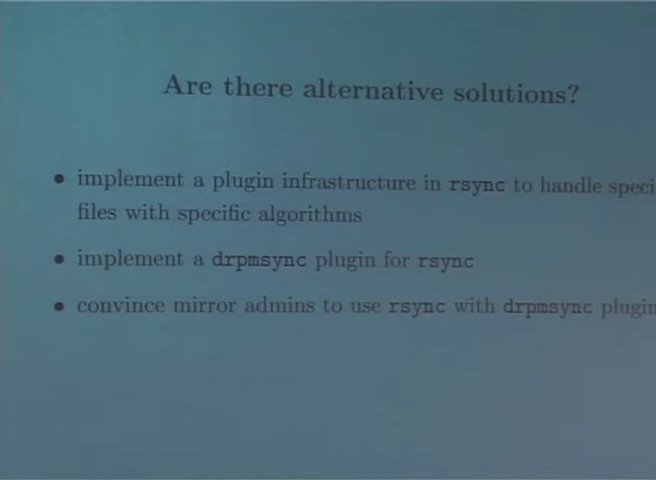 Are there alternative solutions?
• implement a plugin infrastructure in rsync to handle speci
files with specific algorithms
• implement a drpmsync plugin for rsync
• convince mirror admins to use rsync with drpmsync plugin